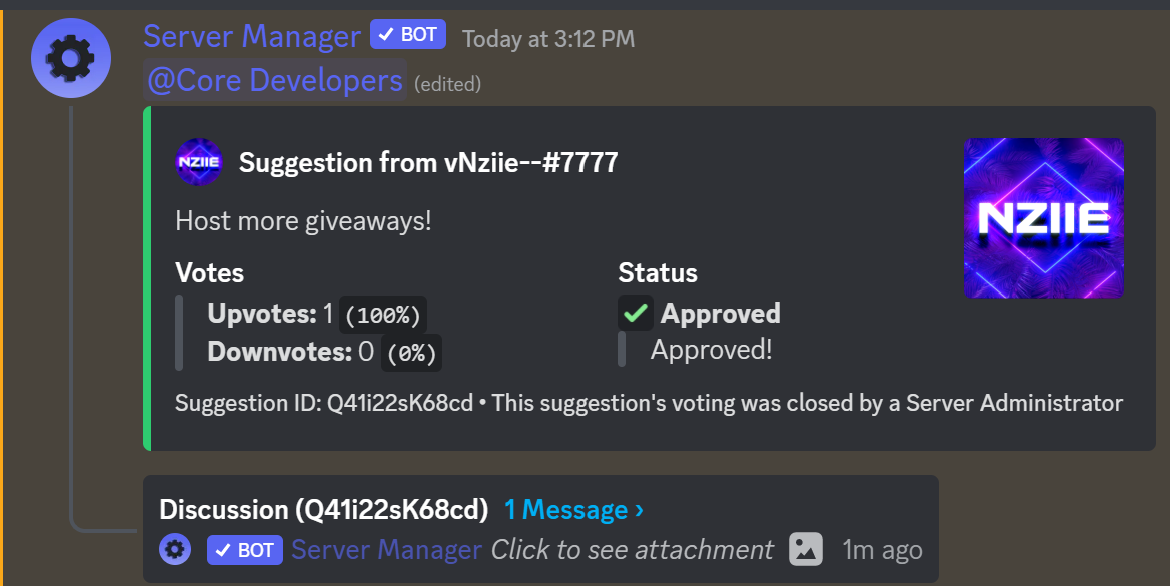 Server Manager ✓ BOT Today at 3:12 PM
@Core Developers (edited)
NZIIE Suggestion from vNziie--#7777
NZIIE
Host more giveaways!
Votes Status
Upvotes: 1 (100%) ✓ Approved
Downvotes: 0 (0%) Approved!
Suggestion ID: Q41i22sK68cd • This suggestion's voting was closed by a Server Administrator
Discussion (Q41i22sK68cd) 1 Message ›
✓ BOT Server Manager Click to see attachment 1m ago